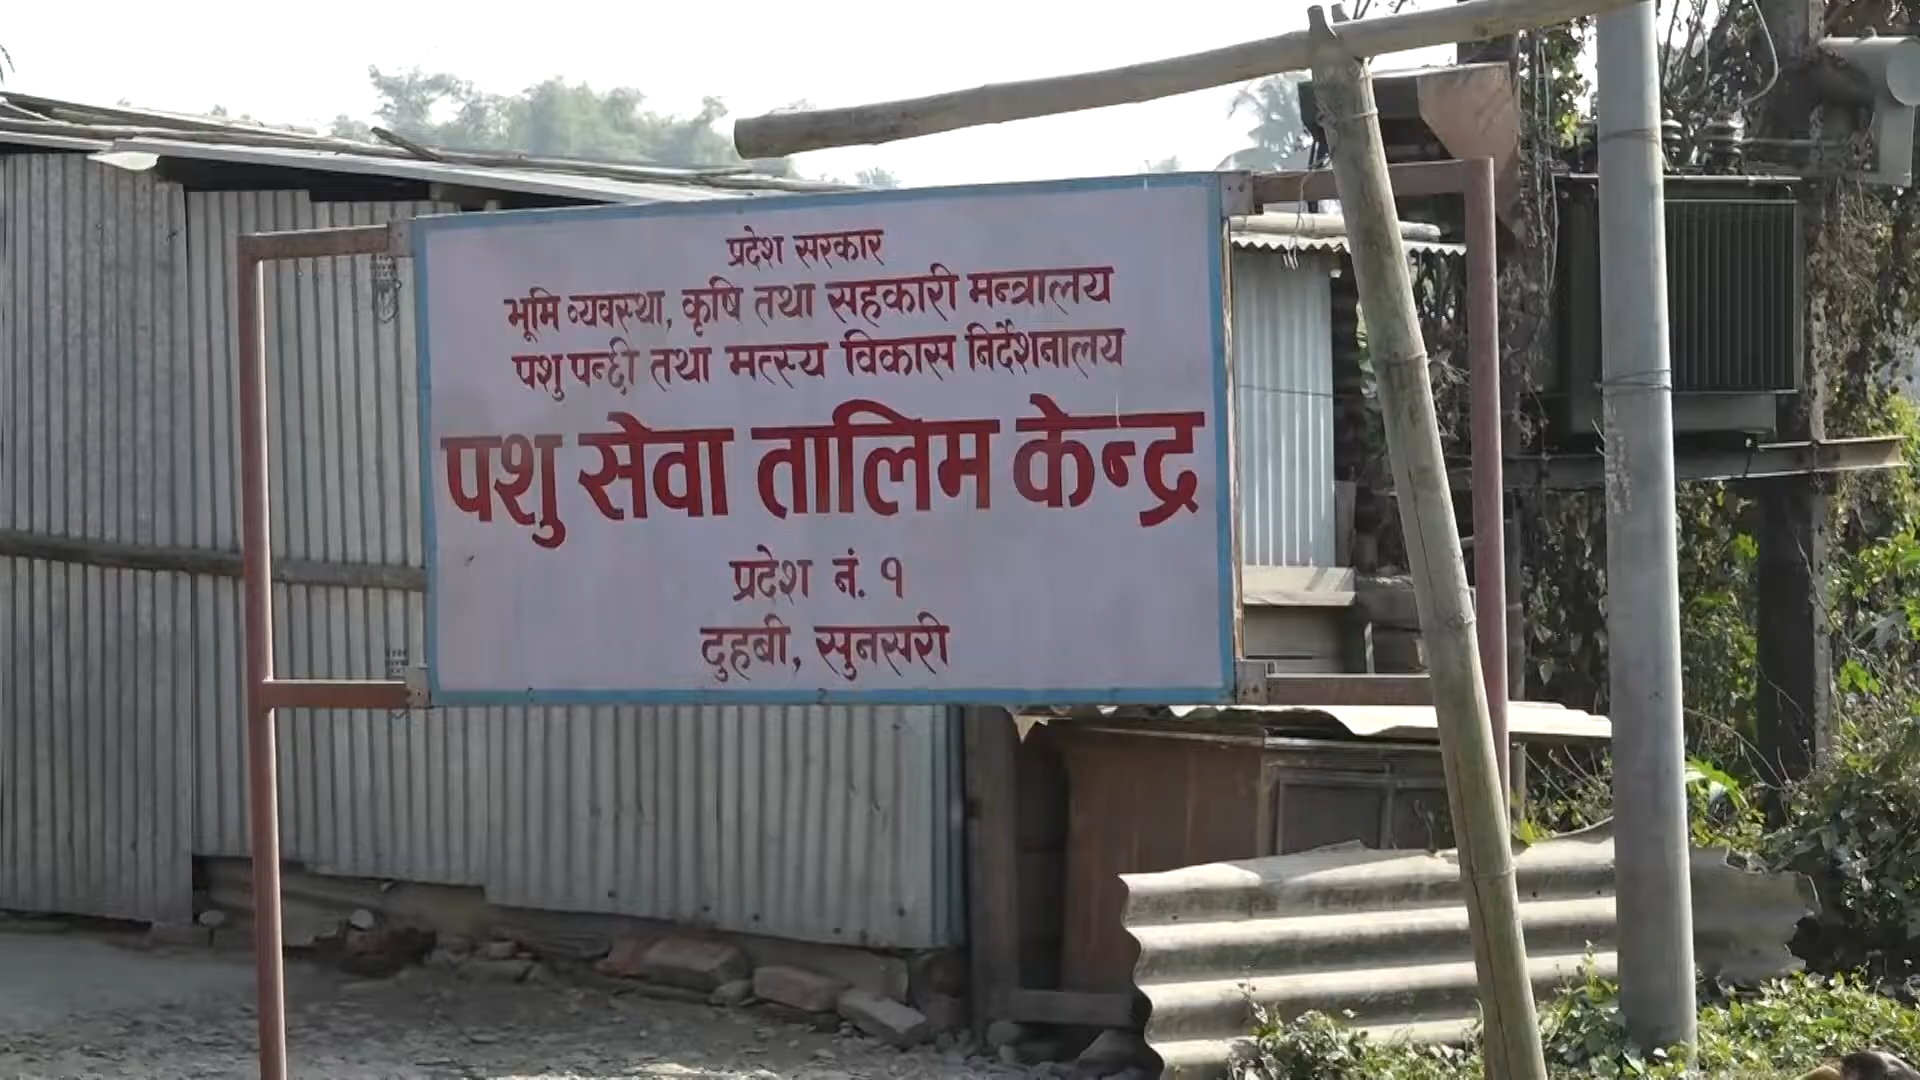 प्रदेश सरकार
भूमि व्यवस्था, कृषि तथा सहकारी मन्त्रालय
पशु पन्छी तथा मत्स्य विकास निर्देशनालय
पशु सेवा तालिम केन्द्र
प्रदेश नं. १
दुहबी, सुनसरी